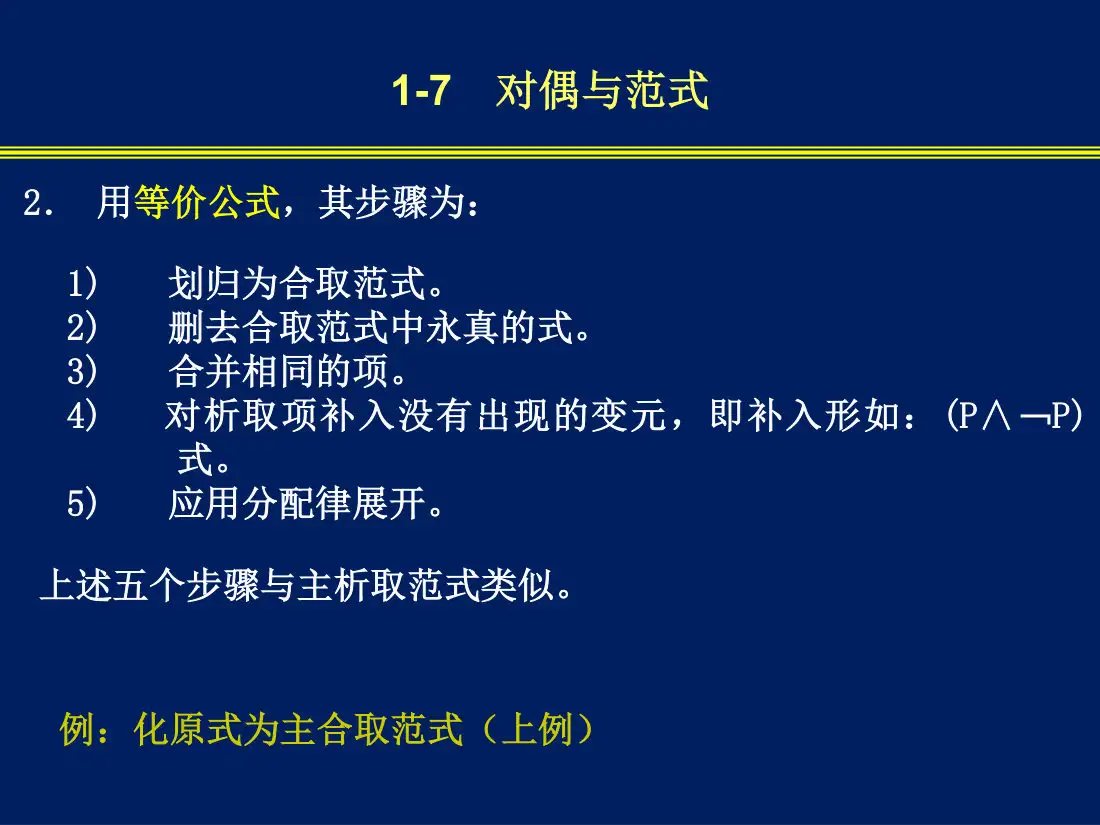 1-7 对偶与范式
2. 用等价公式，其步骤为：
1) 划归为合取范式。
2) 删去合取范式中永真的式。
3) 合并相同的项。
4) 对析取项补入没有出现的变元，即补入形如：(P∧￢P)
式。
5) 应用分配律展开。
上述五个步骤与主析取范式类似。
例：化原式为主合取范式（上例）